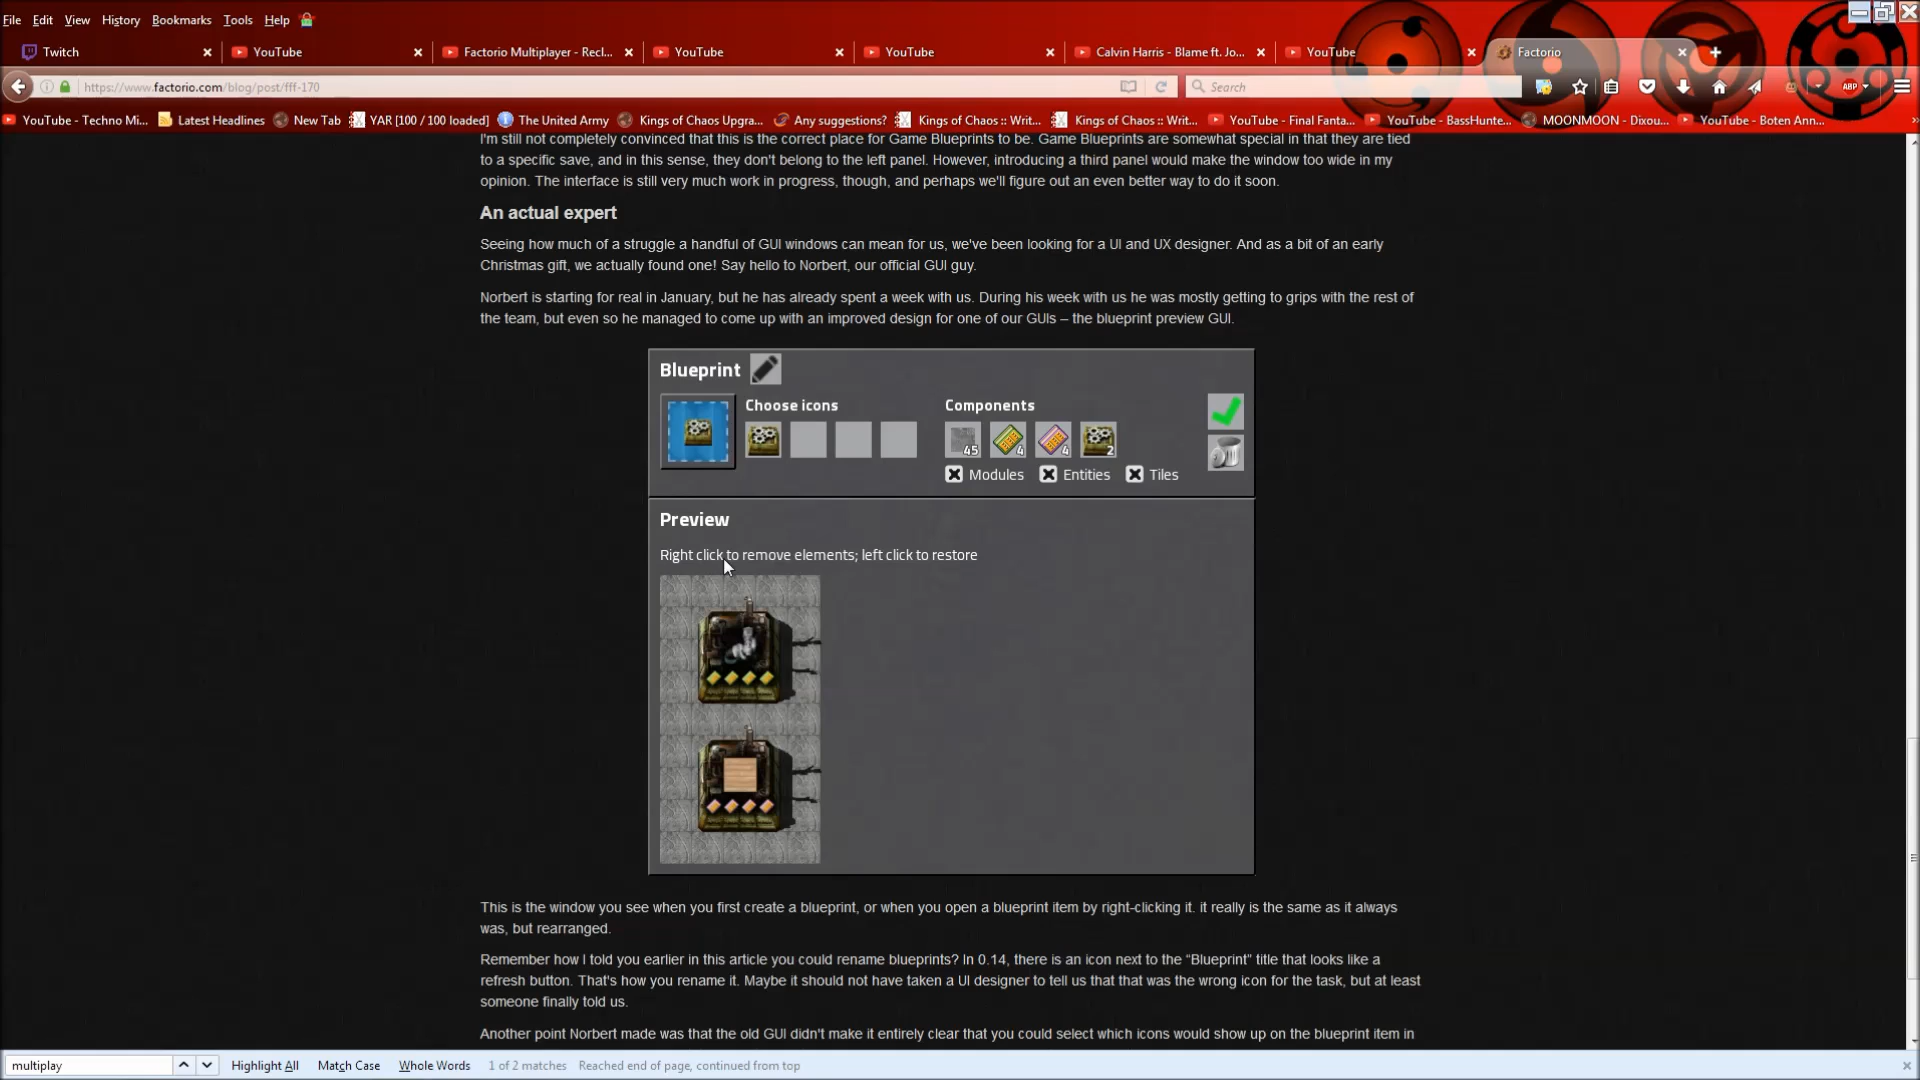 File Edit View History Bookmarks Tools Help
Twitch YouTube Factorio Multiplayer - Recl... YouTube YouTube Calvin Harris - Blame ft. Jo... YouTube Factorio
https://www.factorio.com/blog/post/fff-170 Search ABP
YouTube - Techno Mi... Latest Headlines New Tab YAR [100 / 100 loaded] The United Army Kings of Chaos Upgra... Any suggestions? Kings of Chaos :: Writ... Kings of Chaos :: Writ... YouTube - Final Fanta... YouTube - BassHunte... MOONMOON - Dixou... YouTube - Boten Ann...
I'm still not completely convinced that this is the correct place for Game Blueprints to be. Game Blueprints are somewhat special in that they are tied
to a specific save, and in this sense, they don't belong to the left panel. However, introducing a third panel would make the window too wide in my
opinion. The interface is still very much work in progress, though, and perhaps we'll figure out an even better way to do it soon.
An actual expert
Seeing how much of a struggle a handful of GUI windows can mean for us, we've been looking for a UI and UX designer. And as a bit of an early
Christmas gift, we actually found one! Say hello to Norbert, our official GUI guy.
Norbert is starting for real in January, but he has already spent a week with us. During his week with us he was mostly getting to grips with the rest of
the team, but even so he managed to come up with an improved design for one of our GUIs – the blueprint preview GUI.
Blueprint
Choose icons Components
45 4 4 2
Modules Entities Tiles
Preview
Right click to remove elements; left click to restore
This is the window you see when you first create a blueprint, or when you open a blueprint item by right-clicking it. it really is the same as it always
was, but rearranged.
Remember how I told you earlier in this article you could rename blueprints? In 0.14, there is an icon next to the “Blueprint” title that looks like a
refresh button. That's how you rename it. Maybe it should not have taken a UI designer to tell us that that was the wrong icon for the task, but at least
someone finally told us.
Another point Norbert made was that the old GUI didn't make it entirely clear that you could select which icons would show up on the blueprint item in
multiplay Highlight All Match Case Whole Words 1 of 2 matches Reached end of page, continued from top